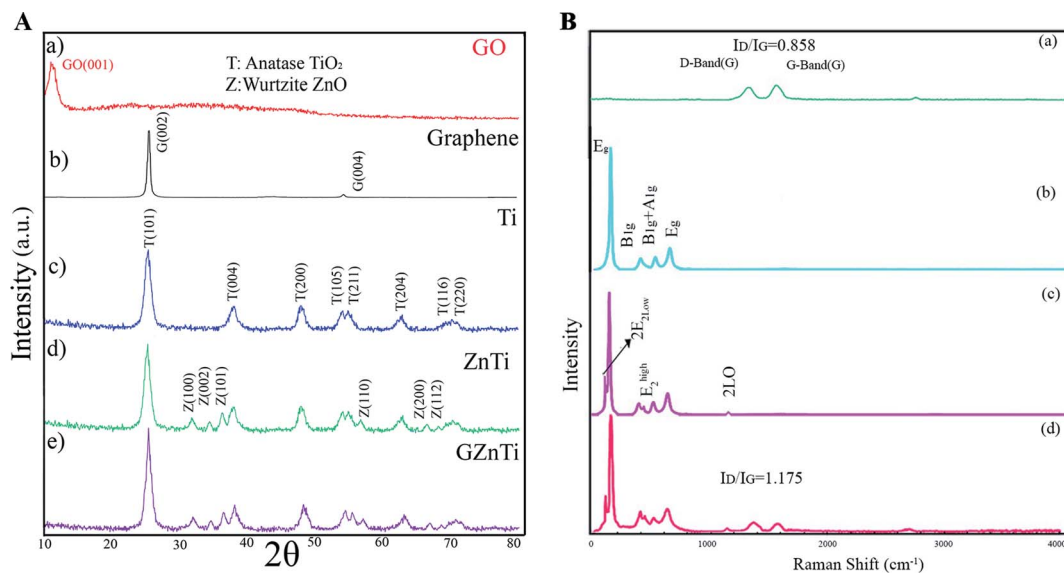 A
a)
GO
GO(001)
T: Anatase TiO₂
Z:Wurtzite ZnO
Graphene
b)
G(002)
G(004)
Ti
c)
T(101)
T(004)
T(200)
T(105)
T(211)
T(204)
T(116)
T(220)
d)
ZnTi
Z(100)
Z(002)
Z(101)
Z(110)
Z(200)
Z(112)
e)
GZnTi
Intensity (a.u.)
10 20 30 40 50 60 70 80
2θ
B
(a)
ID/IG=0.858
D-Band(G)
G-Band(G)
(b)
Eg
B1g
B1g+A1g
Eg
(c)
2E2Low
E2high
2LO
(d)
ID/IG=1.175
Intensity
0 1000 2000 3000 4000
Raman Shift (cm⁻¹)